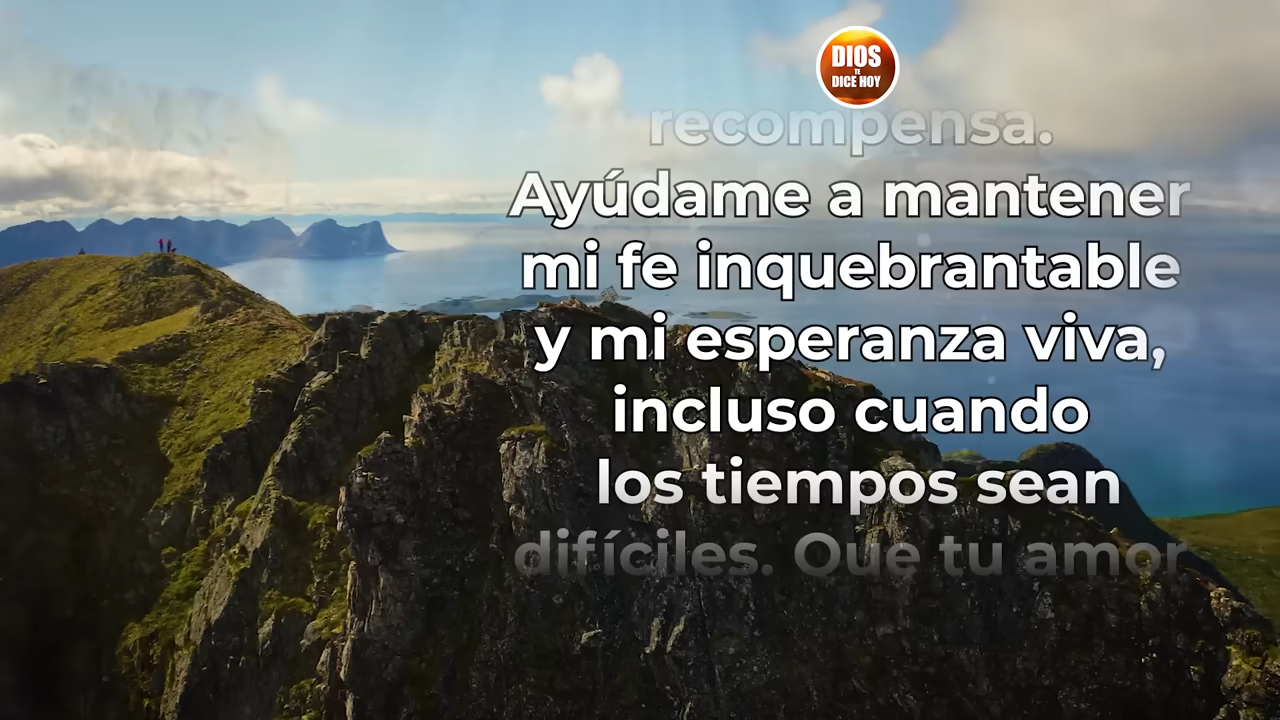 DIOS
TE
DICE HOY
recompensa.
Ayúdame a mantener
mi fe inquebrantable
y mi esperanza viva,
incluso cuando
los tiempos sean
difíciles. Que tu amor